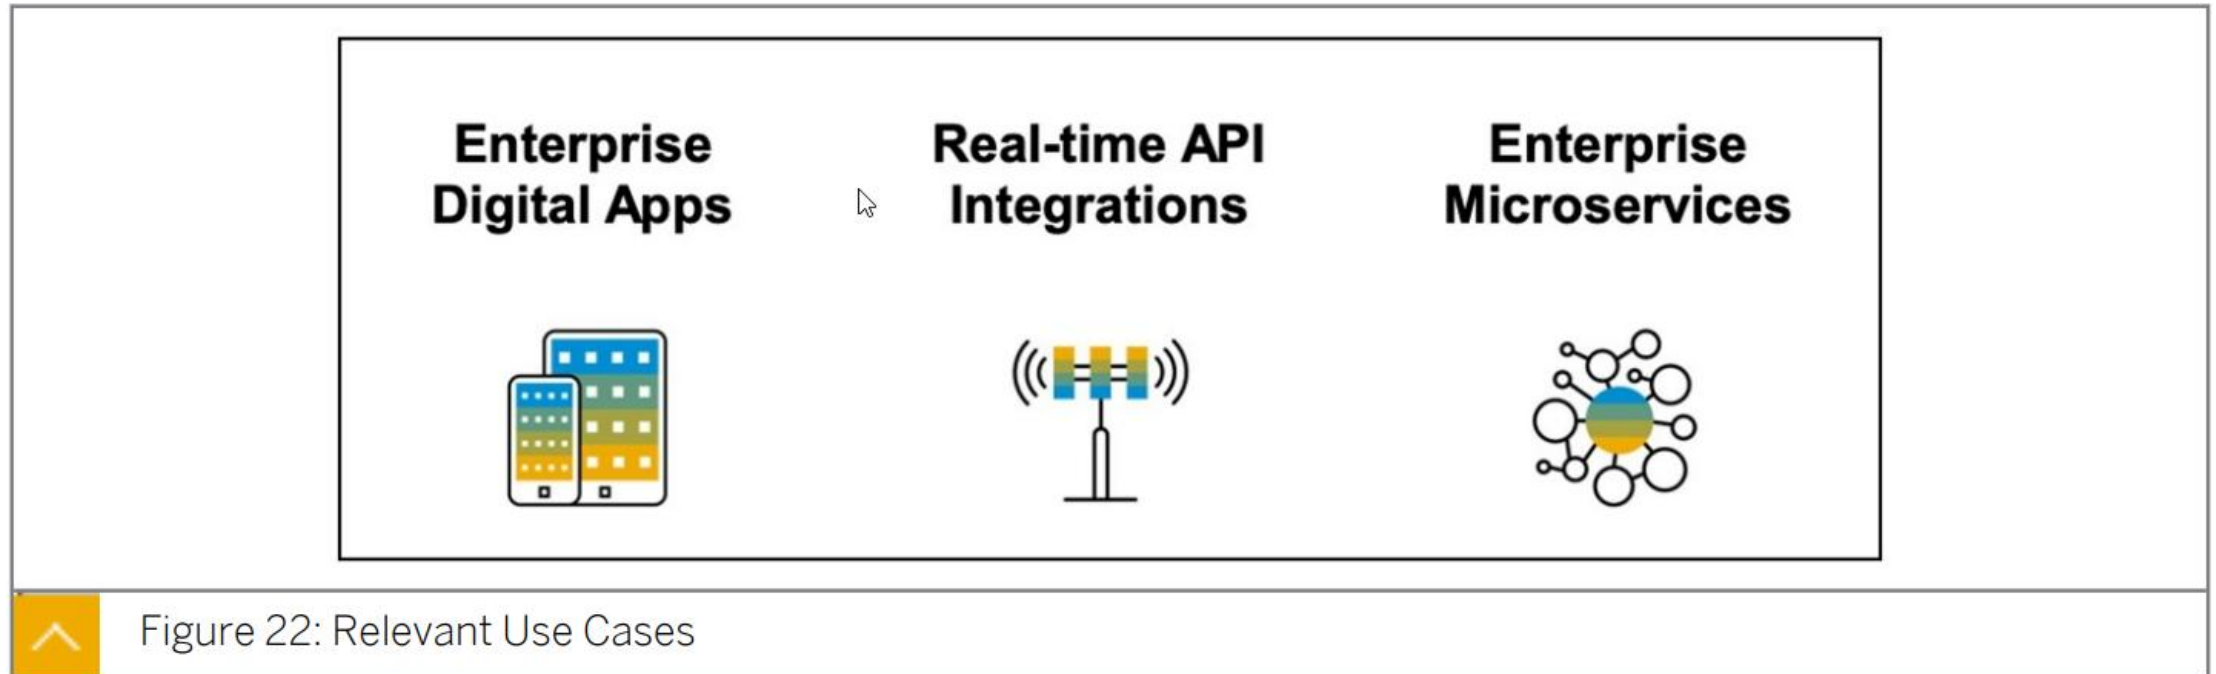 Enterprise
Digital Apps
Real-time API
Integrations
Enterprise
Microservices
Figure 22: Relevant Use Cases